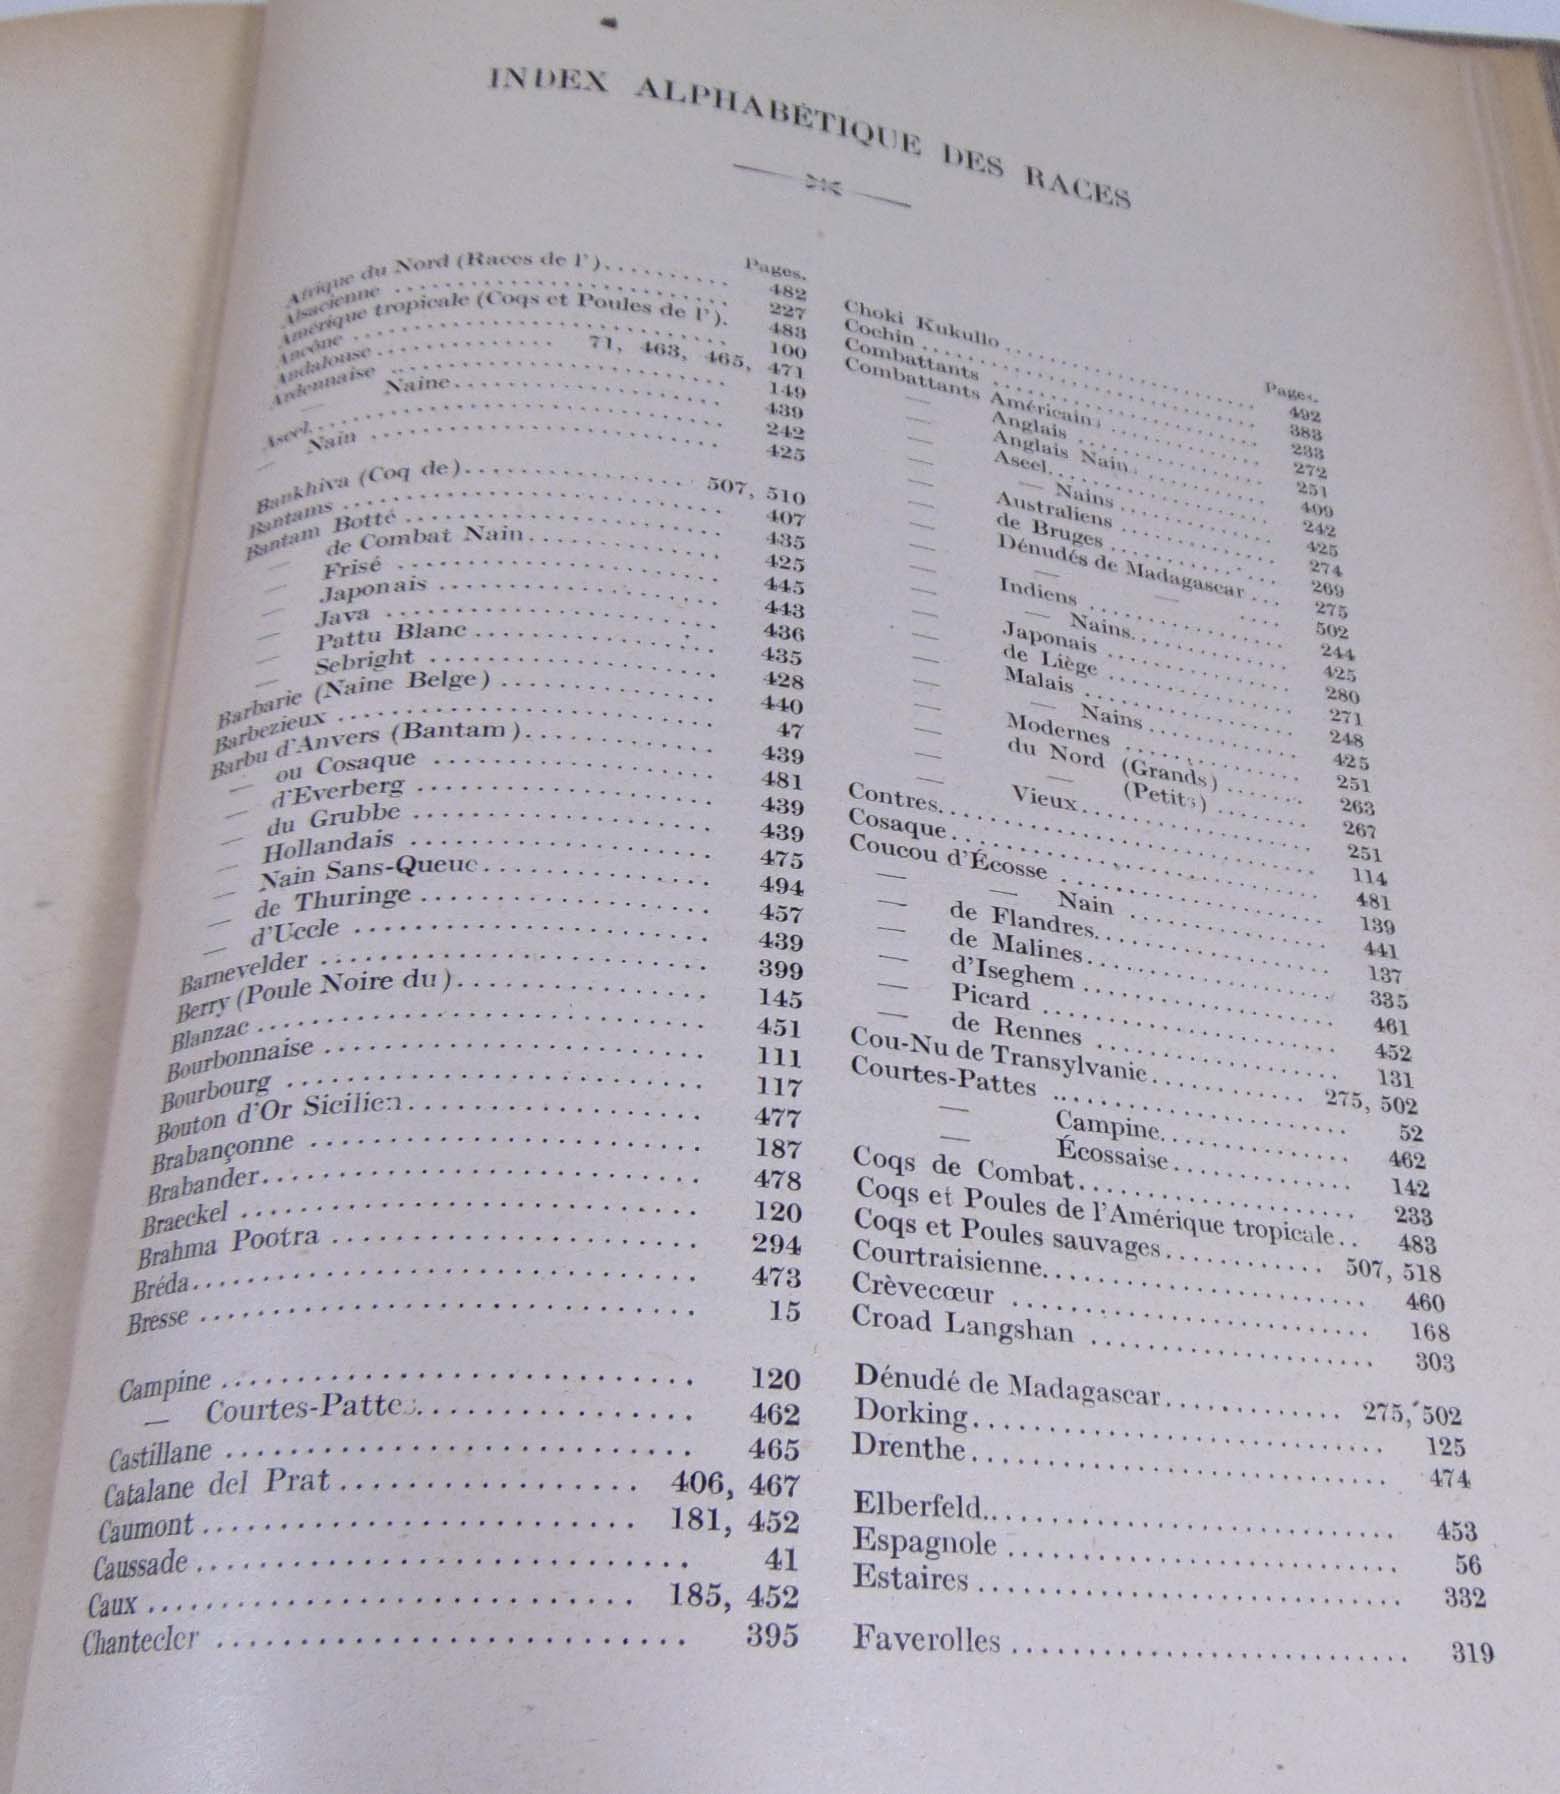 INDEX ALPHABÉTIQUE DES RACES
Pages.
Afrique du Nord (Races de l') .......... 482
Alsacienne .......... 227
Amérique tropicale (Coqs et Poules de l'). 483
Ancône .......... 100
Andalouse .......... 71, 463, 465, 471
Ardennaise .......... 149
— Naine .......... 439
Aseel .......... 242
— Nain .......... 425
Bankhiva (Coq de) .......... 507, 510
Bantams .......... 407
Bantam Botté .......... 435
— de Combat Nain .......... 425
— Frisé .......... 445
— Japonais .......... 443
— Java .......... 436
— Pattu Blanc .......... 435
— Sebright .......... 428
Barbarie (Naine Belge) .......... 440
Barbezieux .......... 47
Barbu d'Anvers (Bantam) .......... 439
— ou Cosaque .......... 481
— d'Everberg .......... 439
— du Grubbe .......... 439
— Hollandais .......... 475
— Nain Sans-Queue .......... 494
— de Thuringe .......... 457
— d'Uccle .......... 439
Barnevelder .......... 399
Berry (Poule Noire du) .......... 145
Blanzac .......... 451
Bourbonnaise .......... 111
Bourbourg .......... 117
Bouton d'Or Sicilien .......... 477
Brabançonne .......... 187
Brabander .......... 478
Braeckel .......... 120
Brahma Pootra .......... 294
Bréda .......... 473
Bresse .......... 15
Campine .......... 120
— Courtes-Pattes .......... 462
Castillane .......... 465
Catalane del Prat .......... 406, 467
Caumont .......... 181, 452
Caussade .......... 41
Caux .......... 185, 452
Chantecler .......... 395
Pages.
Choki Kukullo .......... 492
Cochin .......... 383
Combattants .......... 233
Combattants Américains .......... 272
— Anglais .......... 251
— Anglais Nains .......... 409
— Aseel .......... 242
— — Nains .......... 425
— Australiens .......... 274
— de Bruges .......... 269
— Dénudés de Madagascar ... 275
— — — .... 502
— Indiens .......... 244
— — Nains .......... 425
— Japonais .......... 280
— de Liège .......... 271
— Malais .......... 248
— — Nains .......... 425
— Modernes .......... 251
— du Nord (Grands) ....... 263
— — (Petits) ........ 267
— Vieux .......... 251
Contres .......... 114
Cosaque .......... 481
Coucou d'Écosse .......... 139
— — Nain .......... 441
— de Flandres .......... 137
— de Malines .......... 335
— d'Iseghem .......... 461
— Picard .......... 452
— de Rennes .......... 131
Cou-Nu de Transylvanie .......... 275, 502
Courtes-Pattes .......... 52
— Campine .......... 462
— Écossaise .......... 142
Coqs de Combat .......... 233
Coqs et Poules de l'Amérique tropicale .. 483
Coqs et Poules sauvages .......... 507, 518
Courtraisienne .......... 460
Crèvecœur .......... 168
Croad Langshan .......... 303
Dénudé de Madagascar .......... 275, 502
Dorking .......... 125
Drenthe .......... 474
Elberfeld .......... 453
Espagnole .......... 56
Estaires .......... 332
Faverolles .......... 319